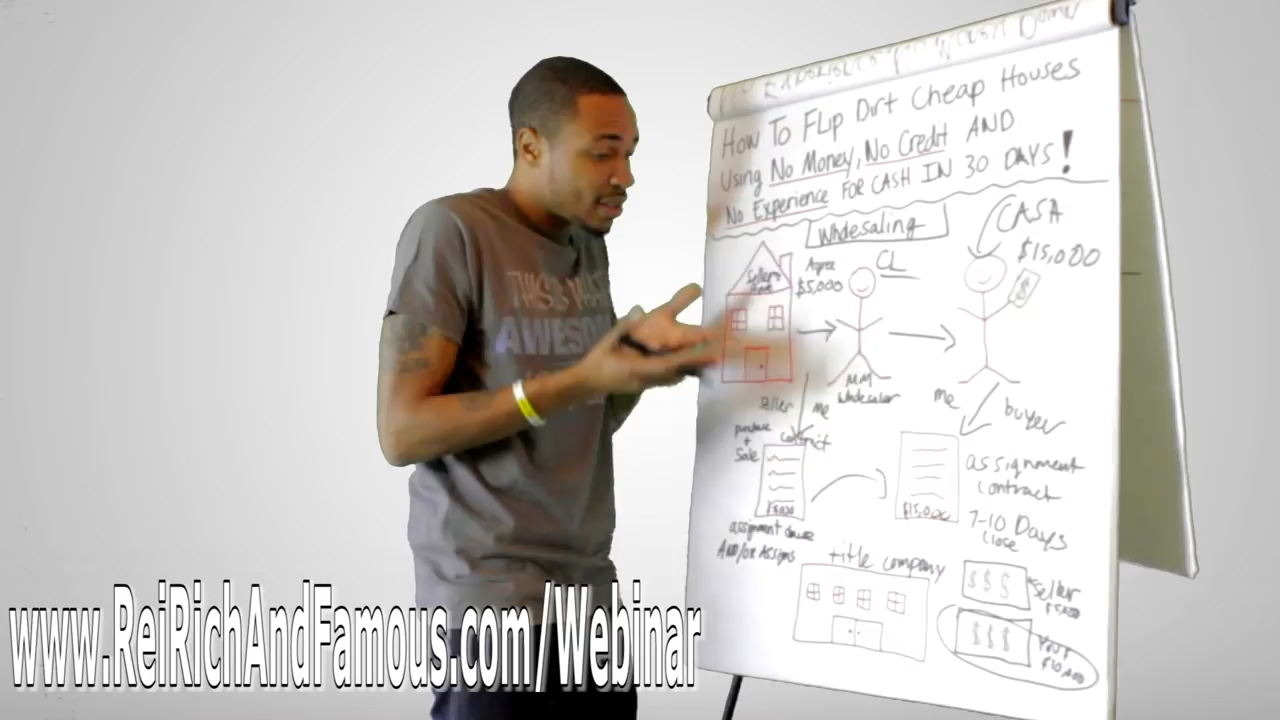 How To Flip Dirt Cheap Houses
Using No Money, No Credit AND
No Experience FOR CASH IN 30 DAYS!
Wholesaling
CASH
$15,000
CL
Agree
$5,000
Sellers
MM
Wholesaler
seller
me
me
buyer
purchase
+
Sale
contract
$5,000
$15,000
assignment
contract
7-10 Days
close
assignment clause
AND/OR Assigns
title company
$ $ $
Seller
$5,000
$ $ $
You!
$10,000
THIS IS WHAT
AWESOME
www.ReiRichAndFamous.com/Webinar